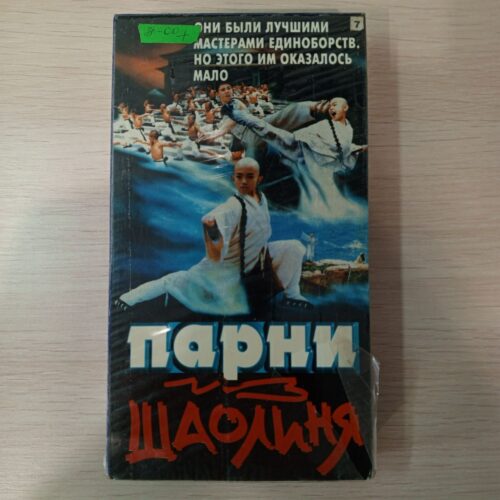 ОНИ БЫЛИ ЛУЧШИМИ
7
МАСТЕРАМИ ЕДИНОБОРСТВ.
НО ЭТОГО ИМ ОКАЗАЛОСЬ
МАЛО
ПАРНИ
ИЗ
ШАОЛИНЯ